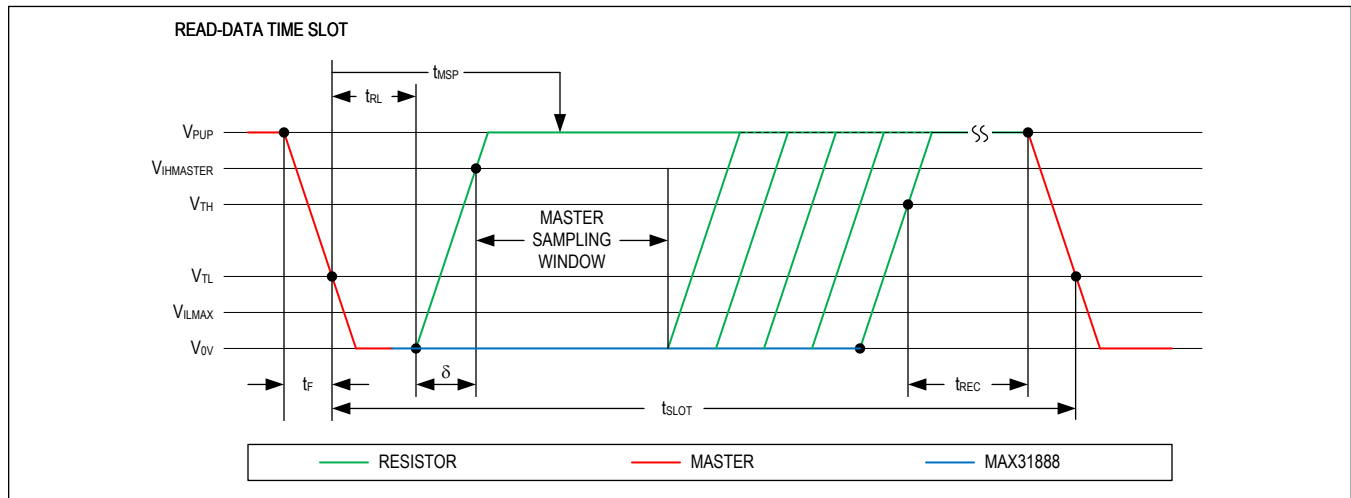 READ-DATA TIME SLOT
tMSP
tRL
VPUP
VIHMASTER
VTH
MASTER
SAMPLING
WINDOW
VTL
VILMAX
V0V
tF
δ
tREC
tSLOT
RESISTOR
MASTER
MAX31888